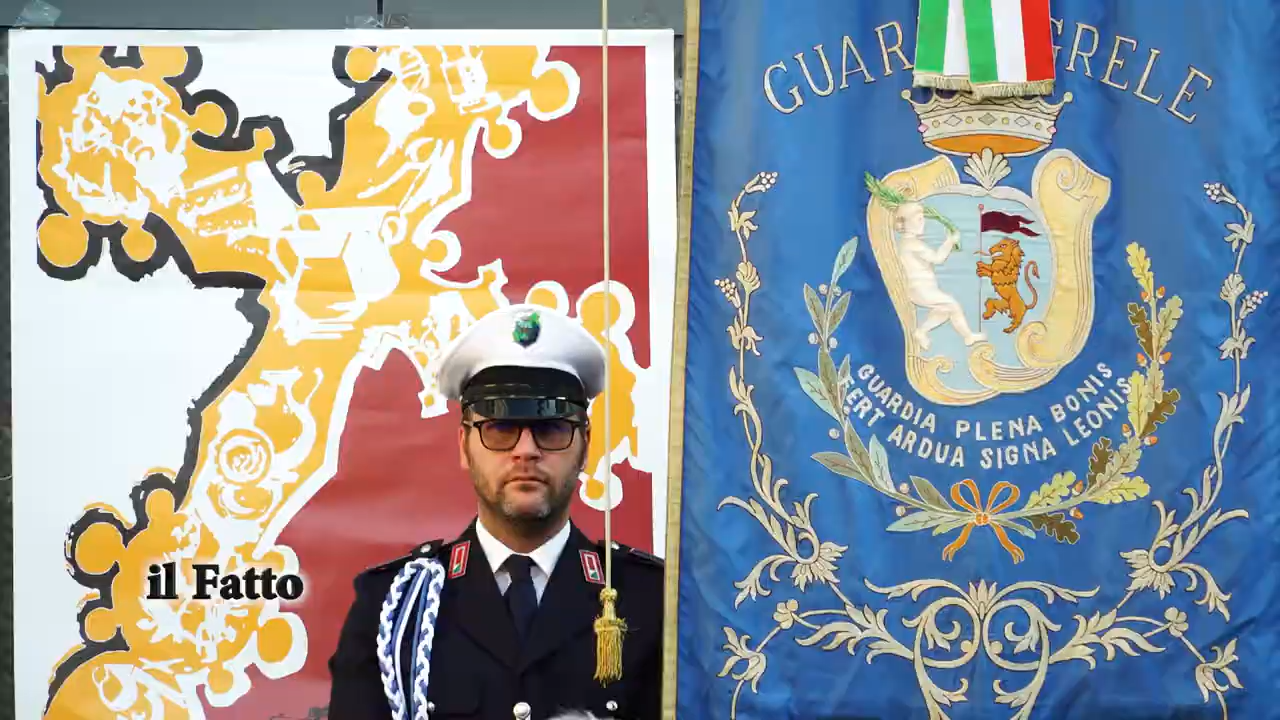 GUAR GRELE
GUARDIA PLENA BONIS
FERT ARDUA SIGNA LEONIS
il Fatto